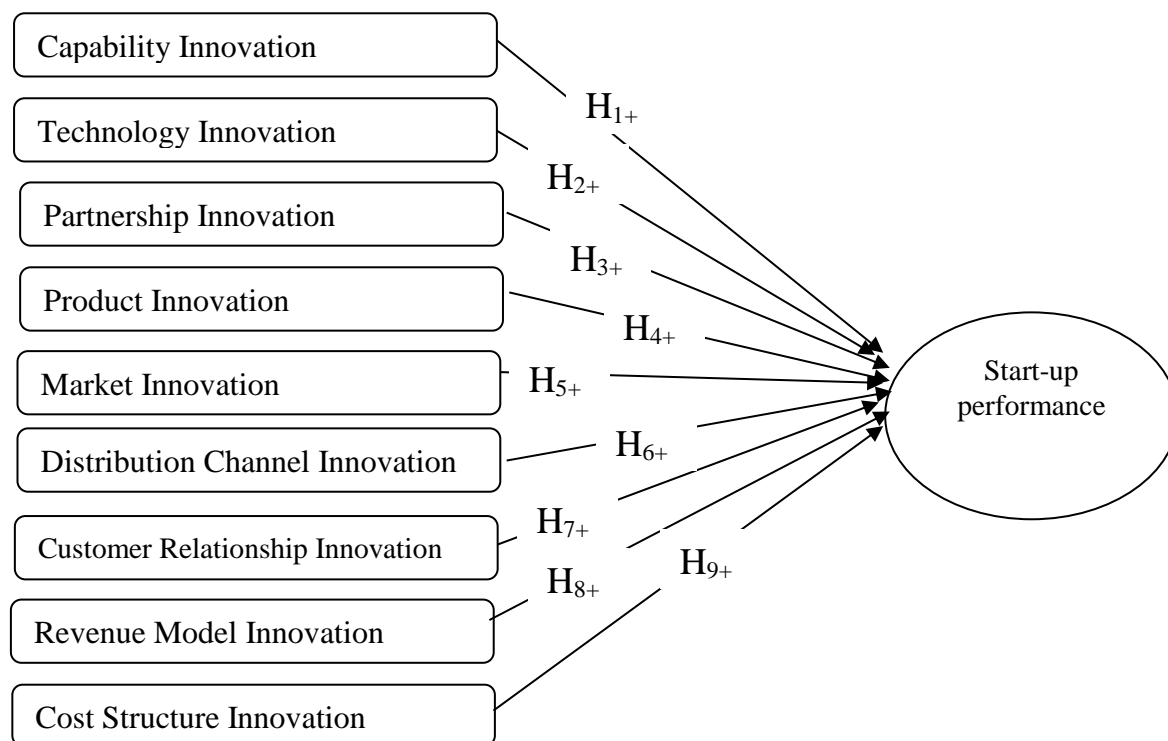 Capability Innovation
H1+
Technology Innovation
H2+
Partnership Innovation
H3+
Product Innovation
H4+
Market Innovation
H5+
Distribution Channel Innovation
H6+
Customer Relationship Innovation
H7+
Revenue Model Innovation
H8+
Cost Structure Innovation
H9+
Start-up
performance